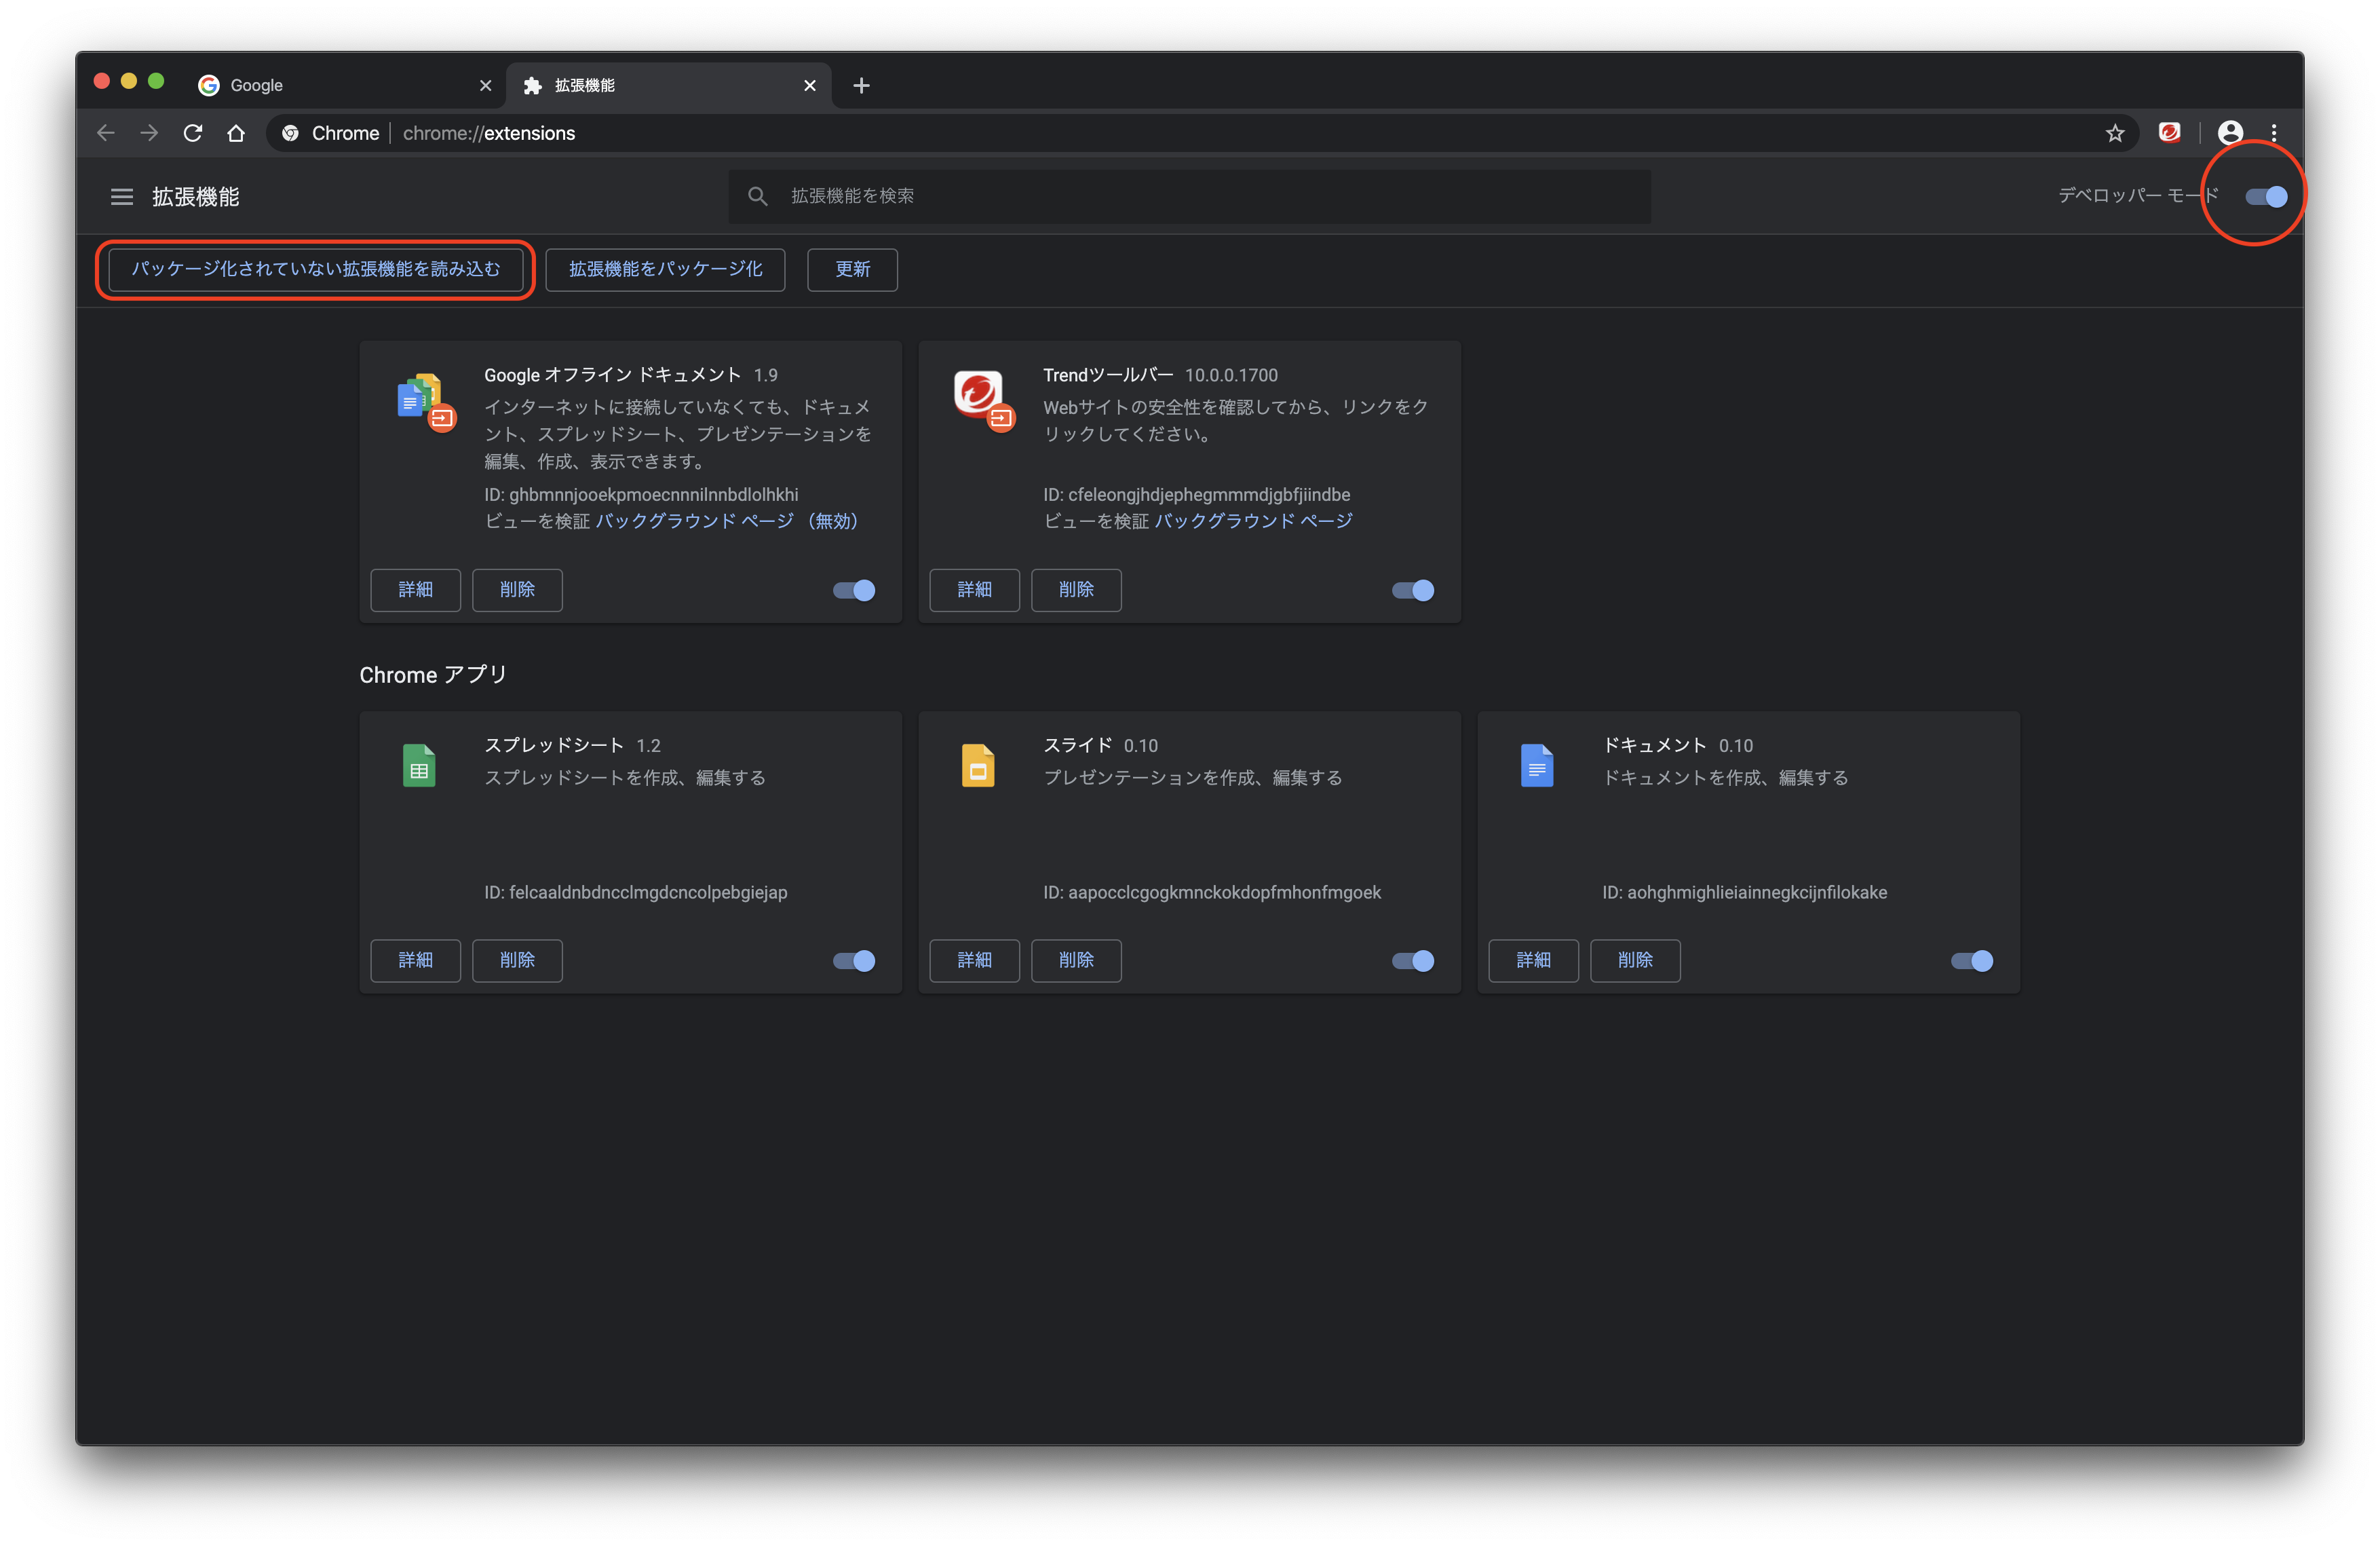 Google
拡張機能
Chrome
chrome://extensions
拡張機能
拡張機能を検索
デベロッパー モード
パッケージ化されていない拡張機能を読み込む
拡張機能をパッケージ化
更新
Google オフライン ドキュメント 1.9
インターネットに接続していなくても、ドキュメ
ント、スプレッドシート、プレゼンテーションを
編集、作成、表示できます。
ID: ghbmnnjooekpmoecnnnilnnbdlolhkhi
ビューを検証 バックグラウンド ページ （無効）
詳細
削除
Trendツールバー 10.0.0.1700
Webサイトの安全性を確認してから、リンクをク
リックしてください。
ID: cfeleongjhdjephegmmmdjgbfjiindbe
ビューを検証 バックグラウンド ページ
詳細
削除
Chrome アプリ
スプレッドシート 1.2
スプレッドシートを作成、編集する
ID: felcaaldnbdncclmgdcncolpebgiejap
詳細
削除
スライド 0.10
プレゼンテーションを作成、編集する
ID: aapocclcgogkmnckokdopfmhonfmgoek
詳細
削除
ドキュメント 0.10
ドキュメントを作成、編集する
ID: aohghmighlieiainnegkcijnfilokake
詳細
削除